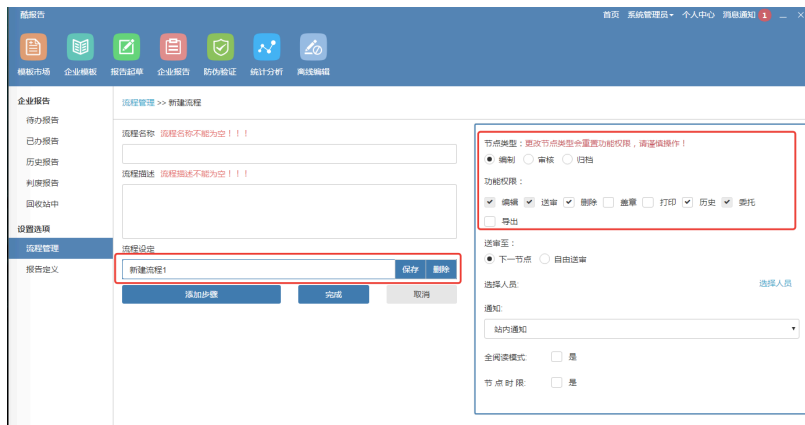 酷报告
首页 系统管理员 个人中心 消息通知 1
模板市场 企业模板 报告起草 企业报告 防伪验证 统计分析 离线编辑
企业报告
待办报告
已办报告
历史报告
判废报告
回收站中
设置选项
流程管理
报告定义
流程管理 >> 新建流程
流程名称 流程名称不能为空！！！
流程描述 流程描述不能为空！！！
流程设定
新建流程1 保存 删除
添加步骤 完成 取消
节点类型：更改节点类型会重置功能权限，请谨慎操作！
编制 审核 归档
功能权限：
编辑 送审 删除 盖章 打印 历史 委托
导出
送审至：
下一节点 自由送审
选择人员: 选择人员
通知:
站内通知
全阅读模式: 是
节点时限: 是